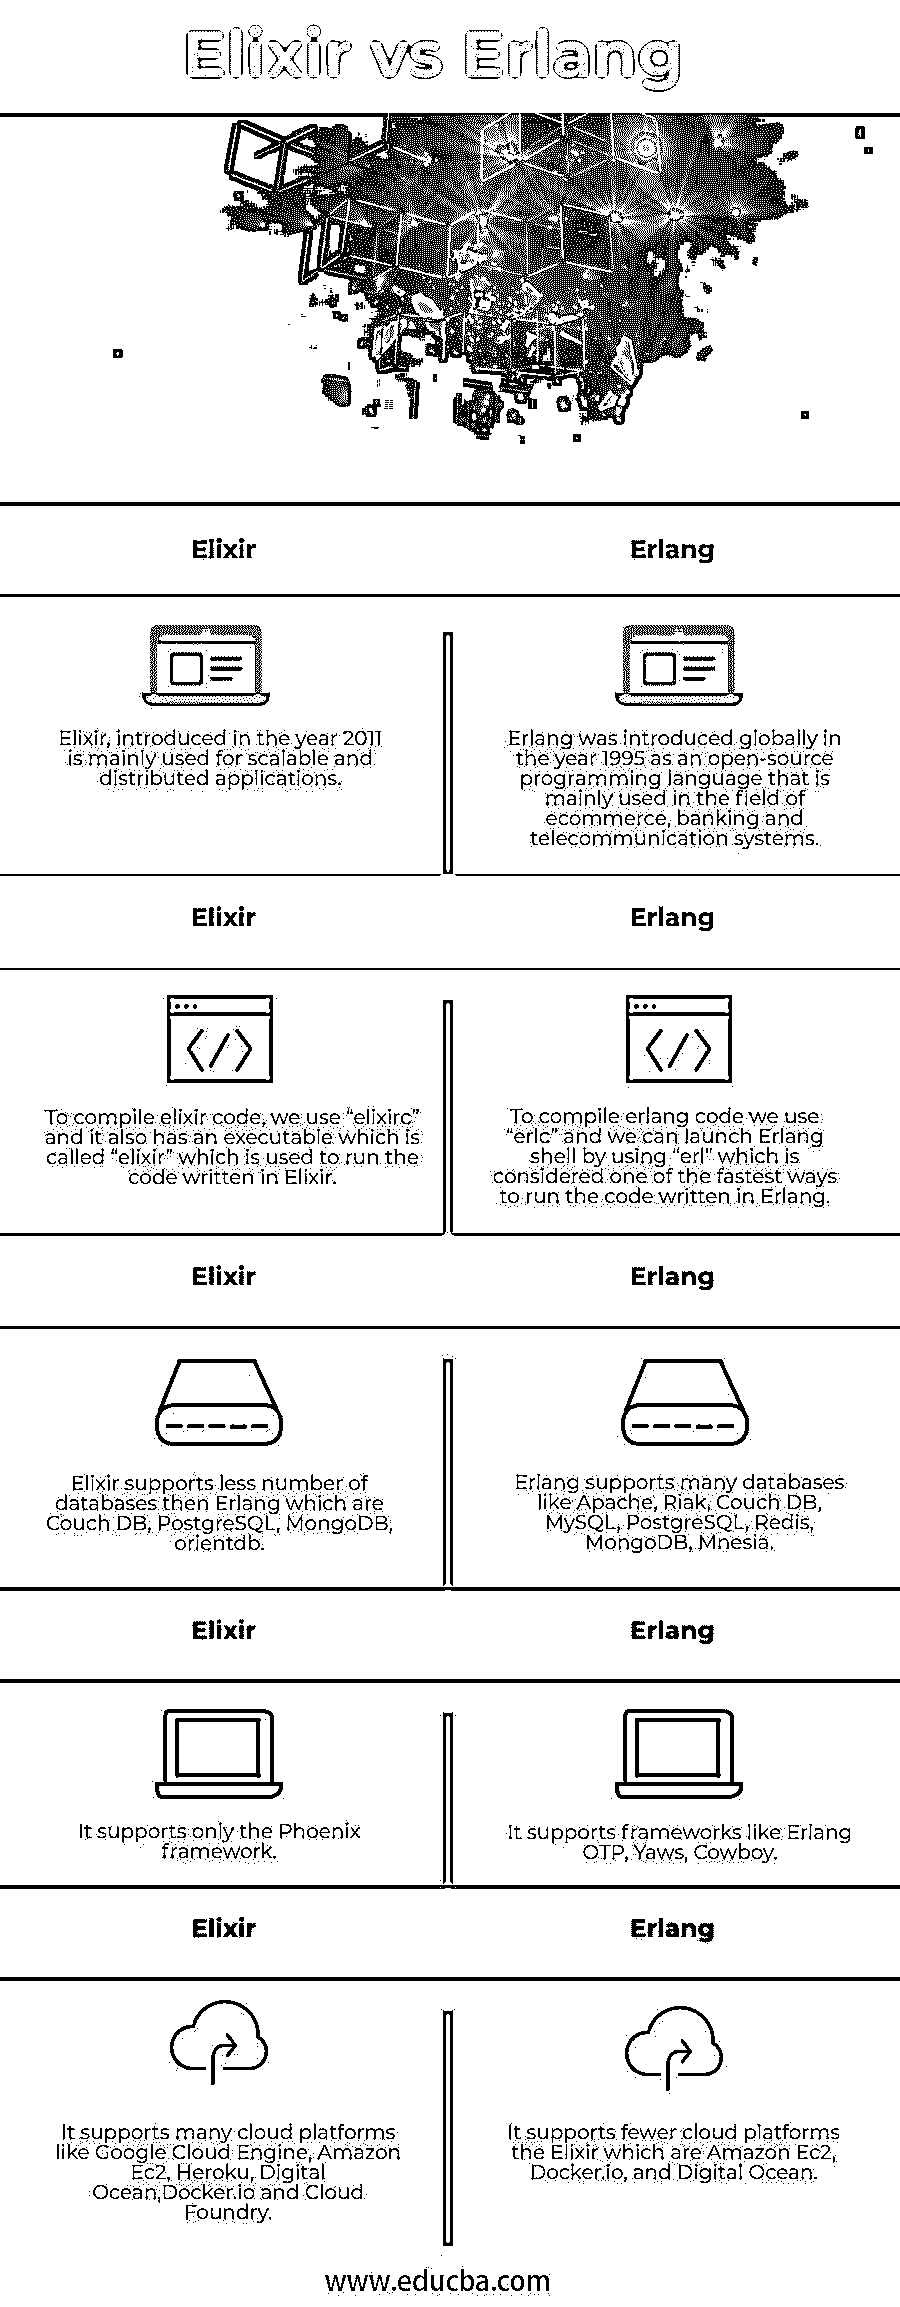 Elixir vs Erlang
Elixir
Erlang
Elixir, introduced in the year 2011
is mainly used for scalable and
distributed applications.
Erlang was introduced globally in
the year 1995 as an open-source
programming language that is
mainly used in the field of
ecommerce, banking and
telecommunication systems.
Elixir
Erlang
To compile elixir code, we use “elixirc”
and it also has an executable which is
called “elixir” which is used to run the
code written in Elixir.
To compile erlang code we use
“erlc” and we can launch Erlang
shell by using “erl” which is
considered one of the fastest ways
to run the code written in Erlang.
Elixir
Erlang
Elixir supports less number of
databases then Erlang which are
Couch DB, PostgreSQL, MongoDB,
orientdb.
Erlang supports many databases
like Apache, Riak, Couch DB,
MySQL, PostgreSQL, Redis,
MongoDB, Mnesia.
Elixir
Erlang
It supports only the Phoenix
framework.
It supports frameworks like Erlang
OTP, Yaws, Cowboy.
Elixir
Erlang
It supports many cloud platforms
like Google Cloud Engine, Amazon
Ec2, Heroku, Digital
Ocean,Docker.io and Cloud
Foundry.
It supports fewer cloud platforms
the Elixir which are Amazon Ec2,
Docker.io, and Digital Ocean.
www.educba.com